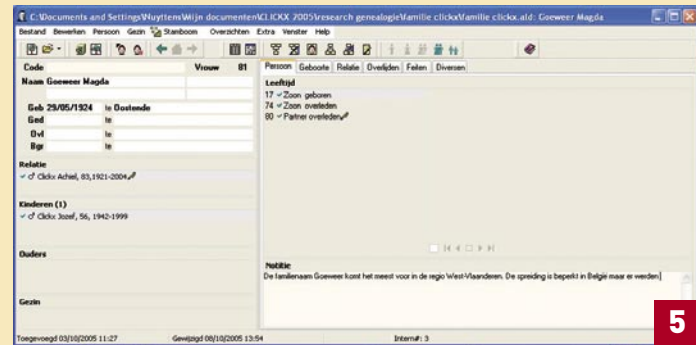 C:\Documents and Settings\Nuyttens\Mijn documenten\CLICKX 2005\research genealogie\familie clickx\familie clickx.ald: Goeweer Magda
Bestand Bewerken Persoon Gezin Stamboom Overzichten Extra Venster Help
Code Vrouw 81
Naam Goeweer Magda
Geb 29/05/1924 te Oostende
Ged te
Ovl te
Bgr te
Relatie
♂ Clickx Achiel, 83,1921-2004
Kinderen (1)
♂ Clickx Jozef, 56, 1942-1999
Ouders
Gezin
Persoon Geboorte Relatie Overlijden Feiten Diversen
Leeftijd
17 Zoon geboren
74 Zoon overleden
80 Partner overleden
Notitie
De familienaam Goeweer komt het meest voor in de regio West-Vlaanderen. De spreiding is beperkt in België maar er werden
Toegevoegd 03/10/2005 11:27 Gewijzigd 08/10/2005 13:54 Intern#: 3
5